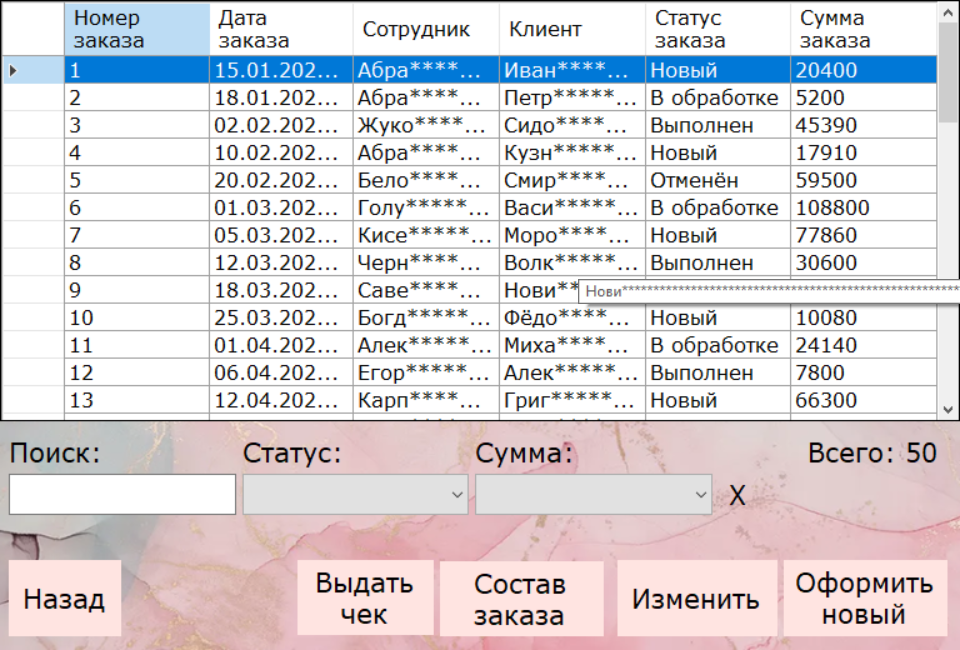 Номер заказа Дата заказа Сотрудник Клиент Статус заказа Сумма заказа
1 15.01.202... Абра****... Иван****... Новый 20400
2 18.01.202... Абра****... Петр*****... В обработке 5200
3 02.02.202... Жуко****... Сидо****... Выполнен 45390
4 10.02.202... Абра****... Кузн*****... Новый 17910
5 20.02.202... Бело****... Смир****... Отменён 59500
6 01.03.202... Голу*****... Васи*****... В обработке 108800
7 05.03.202... Кисе*****... Моро****... Новый 77860
8 12.03.202... Черн****... Волк*****... Выполнен 30600
9 18.03.202... Саве****... Нови**
Нови****************************************************
10 25.03.202... Богд*****... Фёдо****... Новый 10080
11 01.04.202... Алек*****... Миха****... В обработке 24140
12 06.04.202... Егор*****... Алек*****... Выполнен 7800
13 12.04.202... Карп****... Григ*****... Новый 66300
Поиск: Статус: Сумма: Всего: 50
X
Назад
Выдать
чек
Состав
заказа
Изменить
Оформить
новый